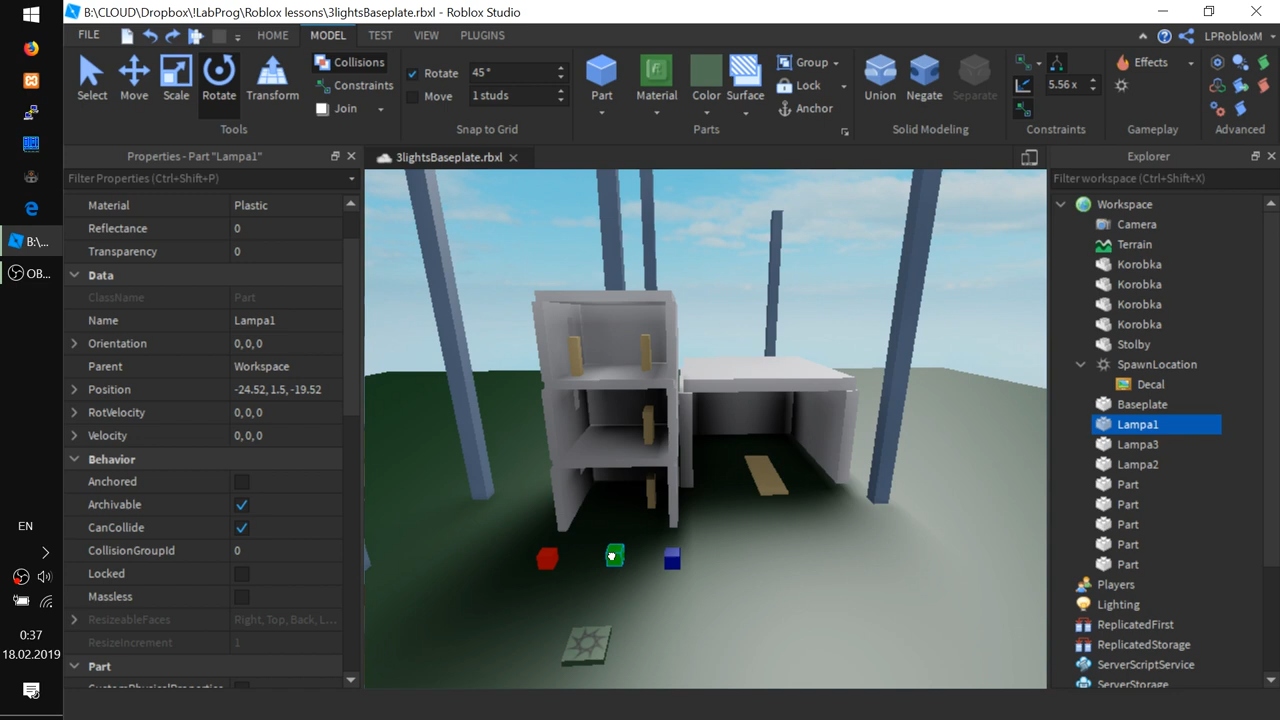 B:\CLOUD\Dropbox\!LabProg\Roblox lessons\3lightsBaseplate.rbxl - Roblox Studio
FILE
HOME
MODEL
TEST
VIEW
PLUGINS
LPRobloxM
Select
Move
Scale
Rotate
Transform
Collisions
Constraints
Join
Tools
Rotate
45°
Move
1 studs
Snap to Grid
Part
Material
Color
Surface
Group
Lock
Anchor
Parts
Union
Negate
Separate
Solid Modeling
5.56 x
Constraints
Effects
Gameplay
Advanced
Properties - Part "Lampa1"
Filter Properties (Ctrl+Shift+P)
Material Plastic
Reflectance 0
Transparency 0
Data
ClassName Part
Name Lampa1
Orientation 0, 0, 0
Parent Workspace
Position -24.52, 1.5, -19.52
RotVelocity 0, 0, 0
Velocity 0, 0, 0
Behavior
Anchored
Archivable
CanCollide
CollisionGroupId 0
Locked
Massless
ResizeableFaces Right, Top, Back, L...
ResizeIncrement 1
Part
3lightsBaseplate.rbxl
Explorer
Filter workspace (Ctrl+Shift+X)
Workspace
Camera
Terrain
Korobka
Korobka
Korobka
Korobka
Stolby
SpawnLocation
Decal
Baseplate
Lampa1
Lampa3
Lampa2
Part
Part
Part
Part
Part
Players
Lighting
ReplicatedFirst
ReplicatedStorage
ServerScriptService
ServerStorage
B:\...
OB...
EN
0:37
18.02.2019